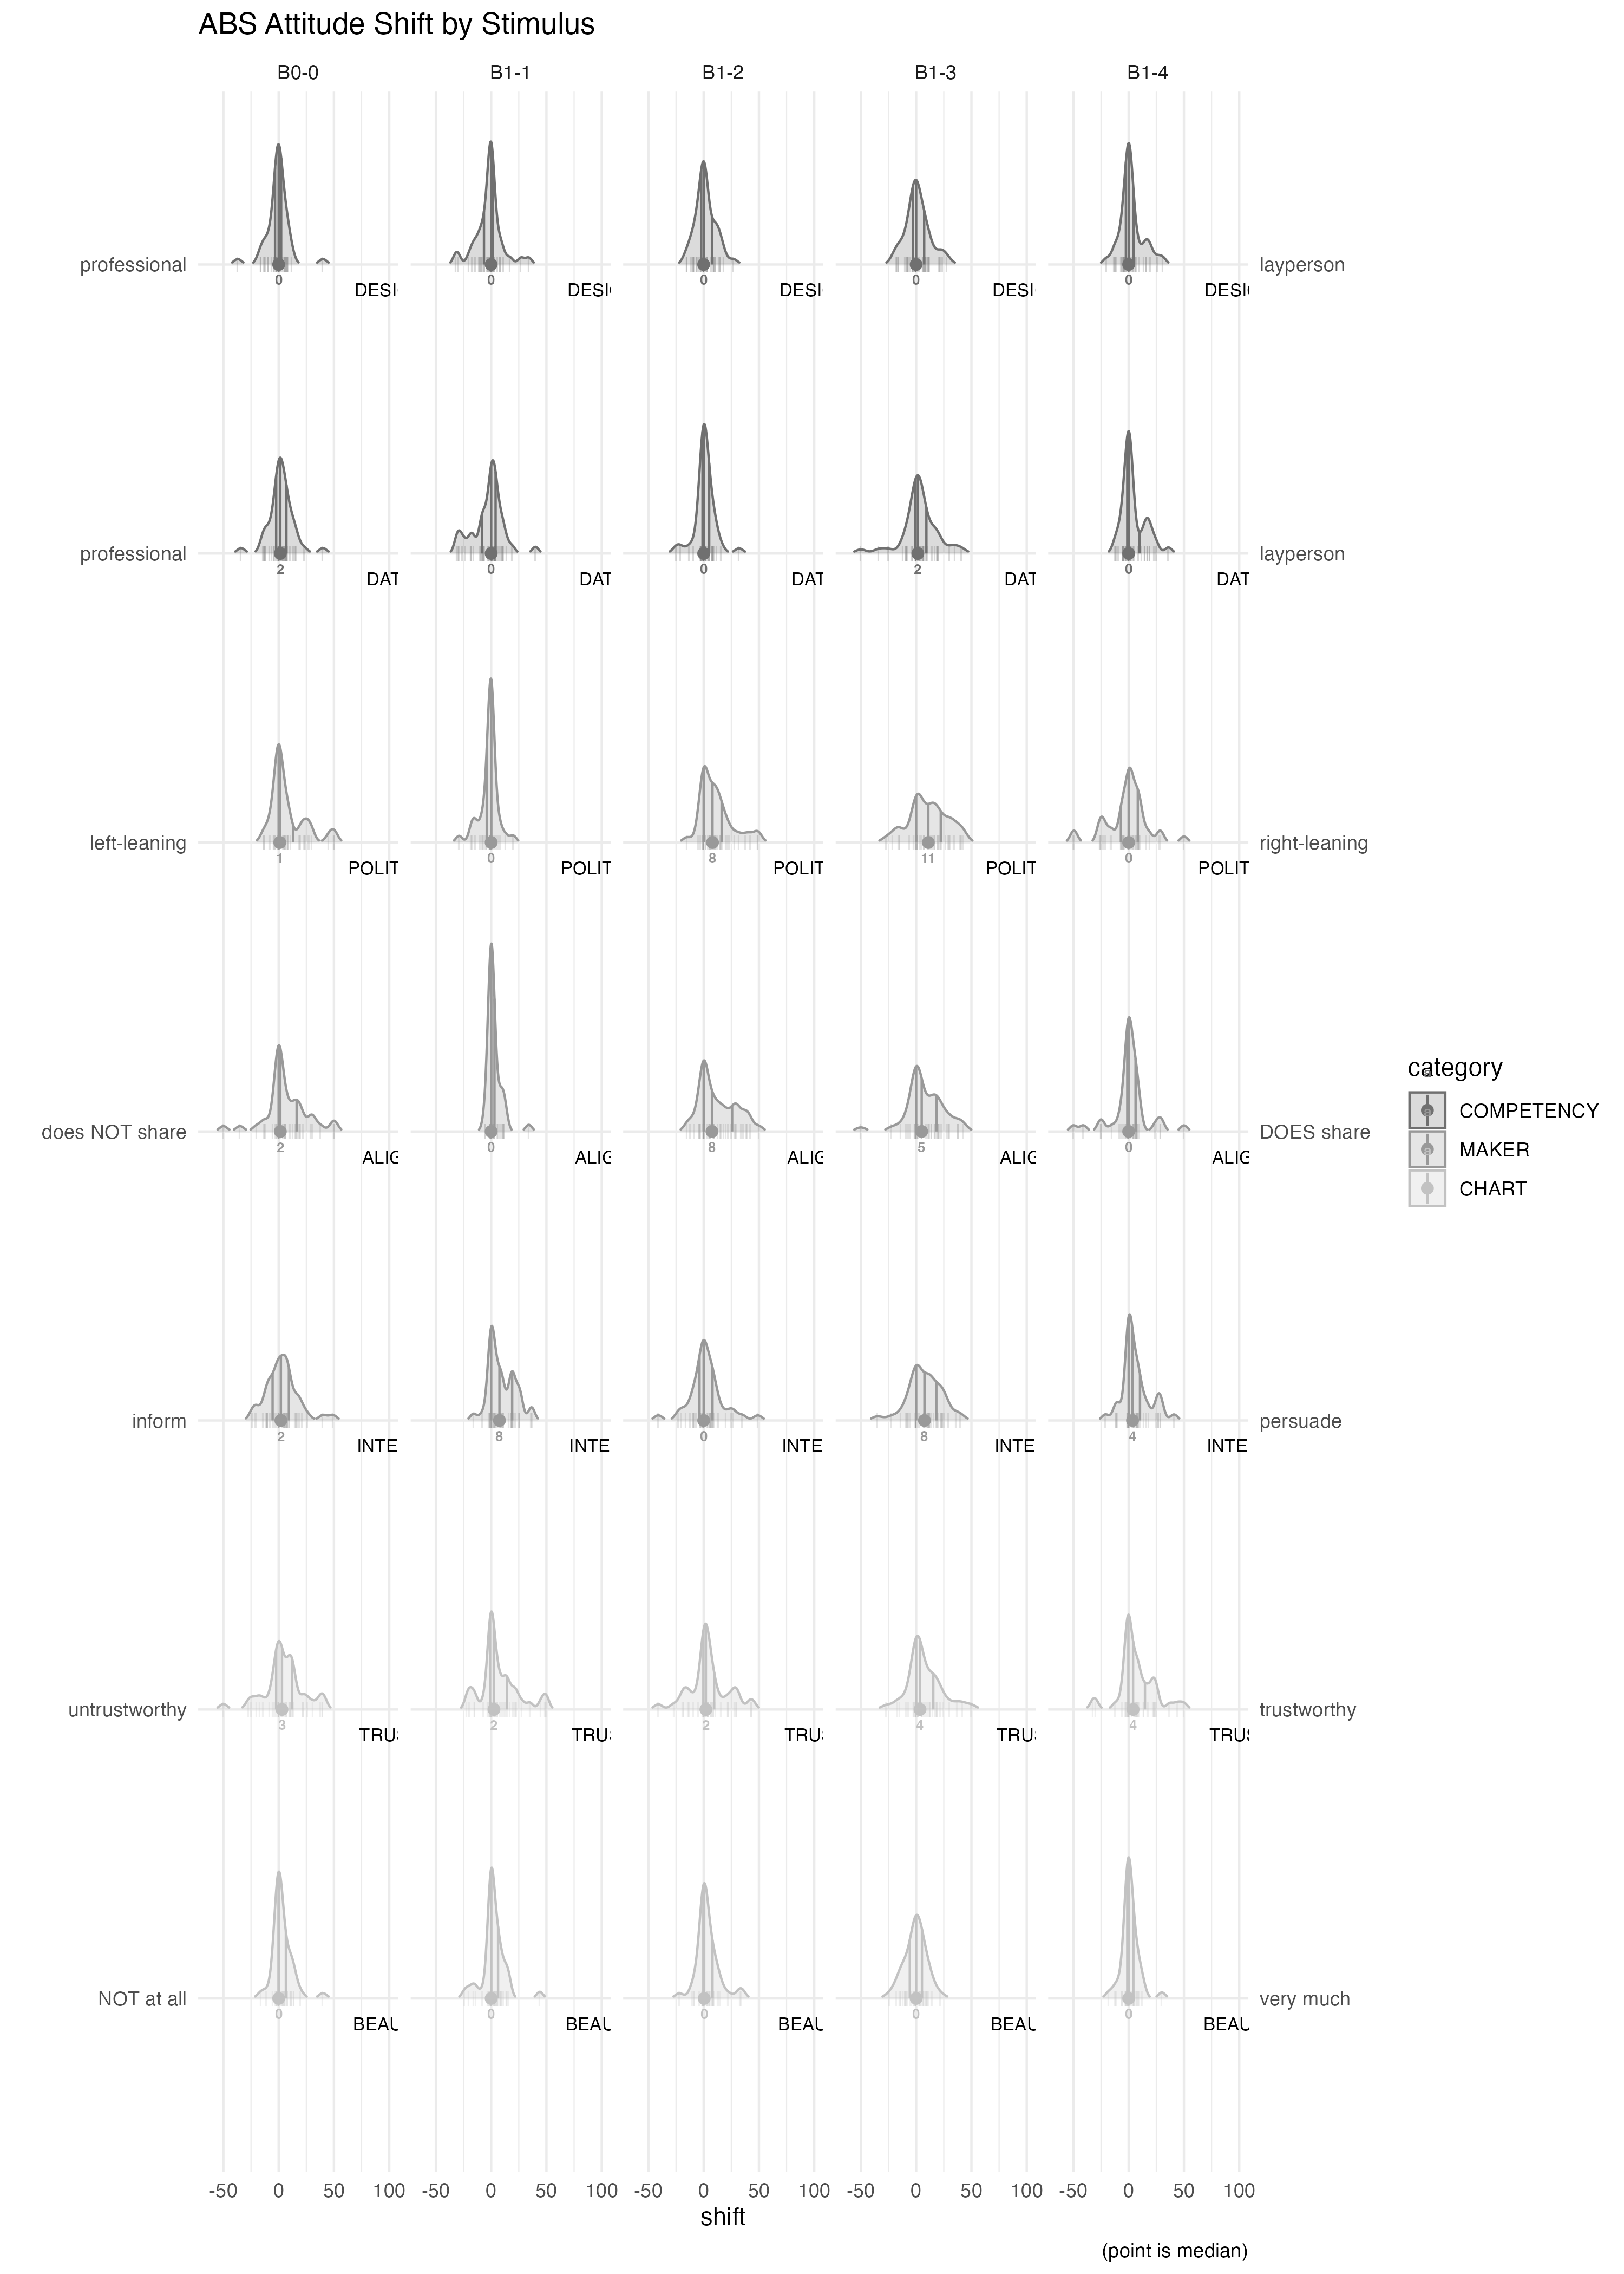 ABS Attitude Shift by Stimulus
B0-0 B1-1 B1-2 B1-3 B1-4
professional layperson
0 0 0 0 0
DESI DESI DESI DESI DESI
professional layperson
2 0 0 2 0
DAT DAT DAT DAT DAT
left-leaning right-leaning
1 0 8 11 0
POLIT POLIT POLIT POLIT POLIT
does NOT share DOES share
2 0 8 5 0
ALIG ALIG ALIG ALIG ALIG
category
COMPETENCY
MAKER
CHART
inform persuade
2 8 0 8 4
INTE INTE INTE INTE INTE
untrustworthy trustworthy
3 2 2 4 4
TRUS TRUS TRUS TRUS TRUS
NOT at all very much
0 0 0 0 0
BEAU BEAU BEAU BEAU BEAU
-50 0 50 100 -50 0 50 100 -50 0 50 100 -50 0 50 100 -50 0 50 100
shift
(point is median)